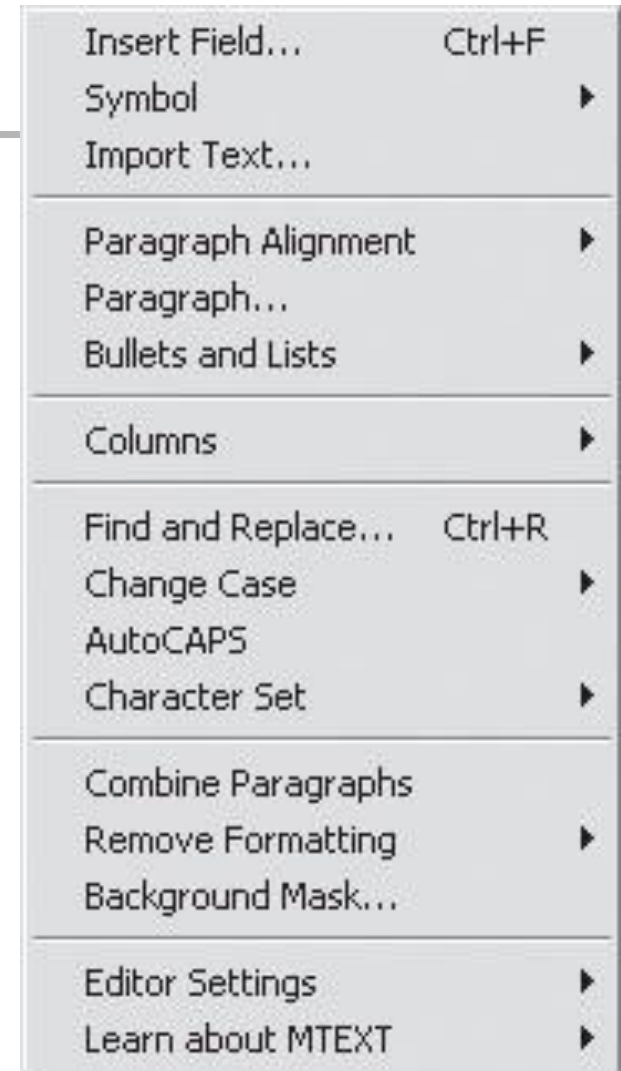 Insert Field... Ctrl+F
Symbol
Import Text...
Paragraph Alignment
Paragraph...
Bullets and Lists
Columns
Find and Replace... Ctrl+R
Change Case
AutoCAPS
Character Set
Combine Paragraphs
Remove Formatting
Background Mask...
Editor Settings
Learn about MTEXT